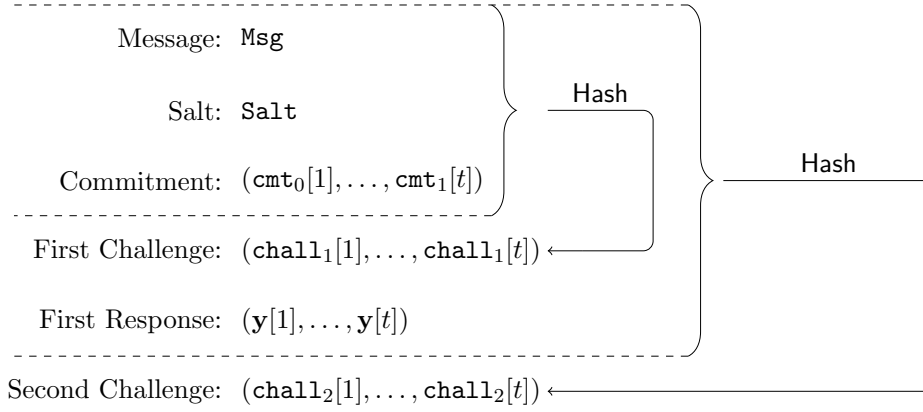 Message: Msg
Hash
Salt: Salt
Hash
Commitment: (cmt₀[1], …, cmt₁[t])
First Challenge: (chall₁[1], …, chall₁[t])
First Response: (y[1], …, y[t])
Second Challenge: (chall₂[1], …, chall₂[t])